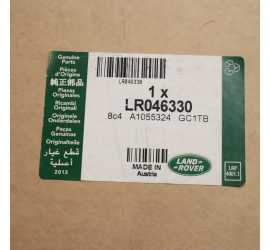 Genuine
Parts
Pièces
d'Origine
純正部品
Piezas
Originales
Ricambi
Originali
Originele
Onderdelen
Peças
Genuínas
Originalteile
قطع غيار
أصلية
2013
LR046330
1 x
LR046330
8c4 A1055324 GC1TB
MADE IN
Austria
LAND-
ROVER
LRF